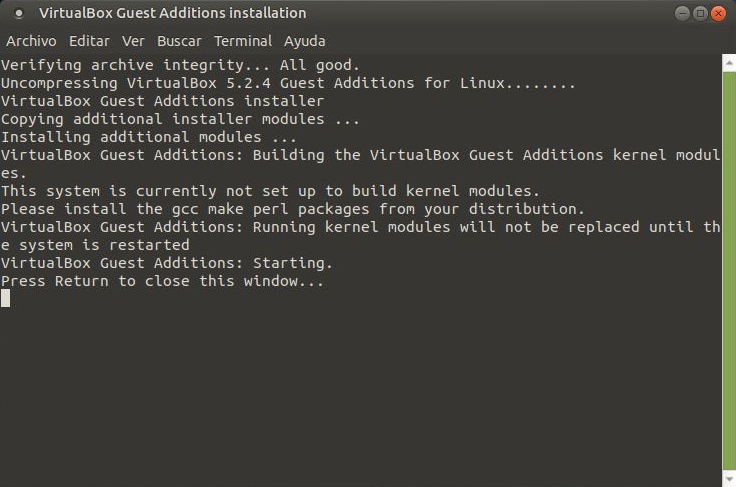 VirtualBox Guest Additions installation
Archivo Editar Ver Buscar Terminal Ayuda
Verifying archive integrity... All good.
Uncompressing VirtualBox 5.2.4 Guest Additions for Linux........
VirtualBox Guest Additions installer
Copying additional installer modules ...
Installing additional modules ...
VirtualBox Guest Additions: Building the VirtualBox Guest Additions kernel modul
es.
This system is currently not set up to build kernel modules.
Please install the gcc make perl packages from your distribution.
VirtualBox Guest Additions: Running kernel modules will not be replaced until th
e system is restarted
VirtualBox Guest Additions: Starting.
Press Return to close this window...